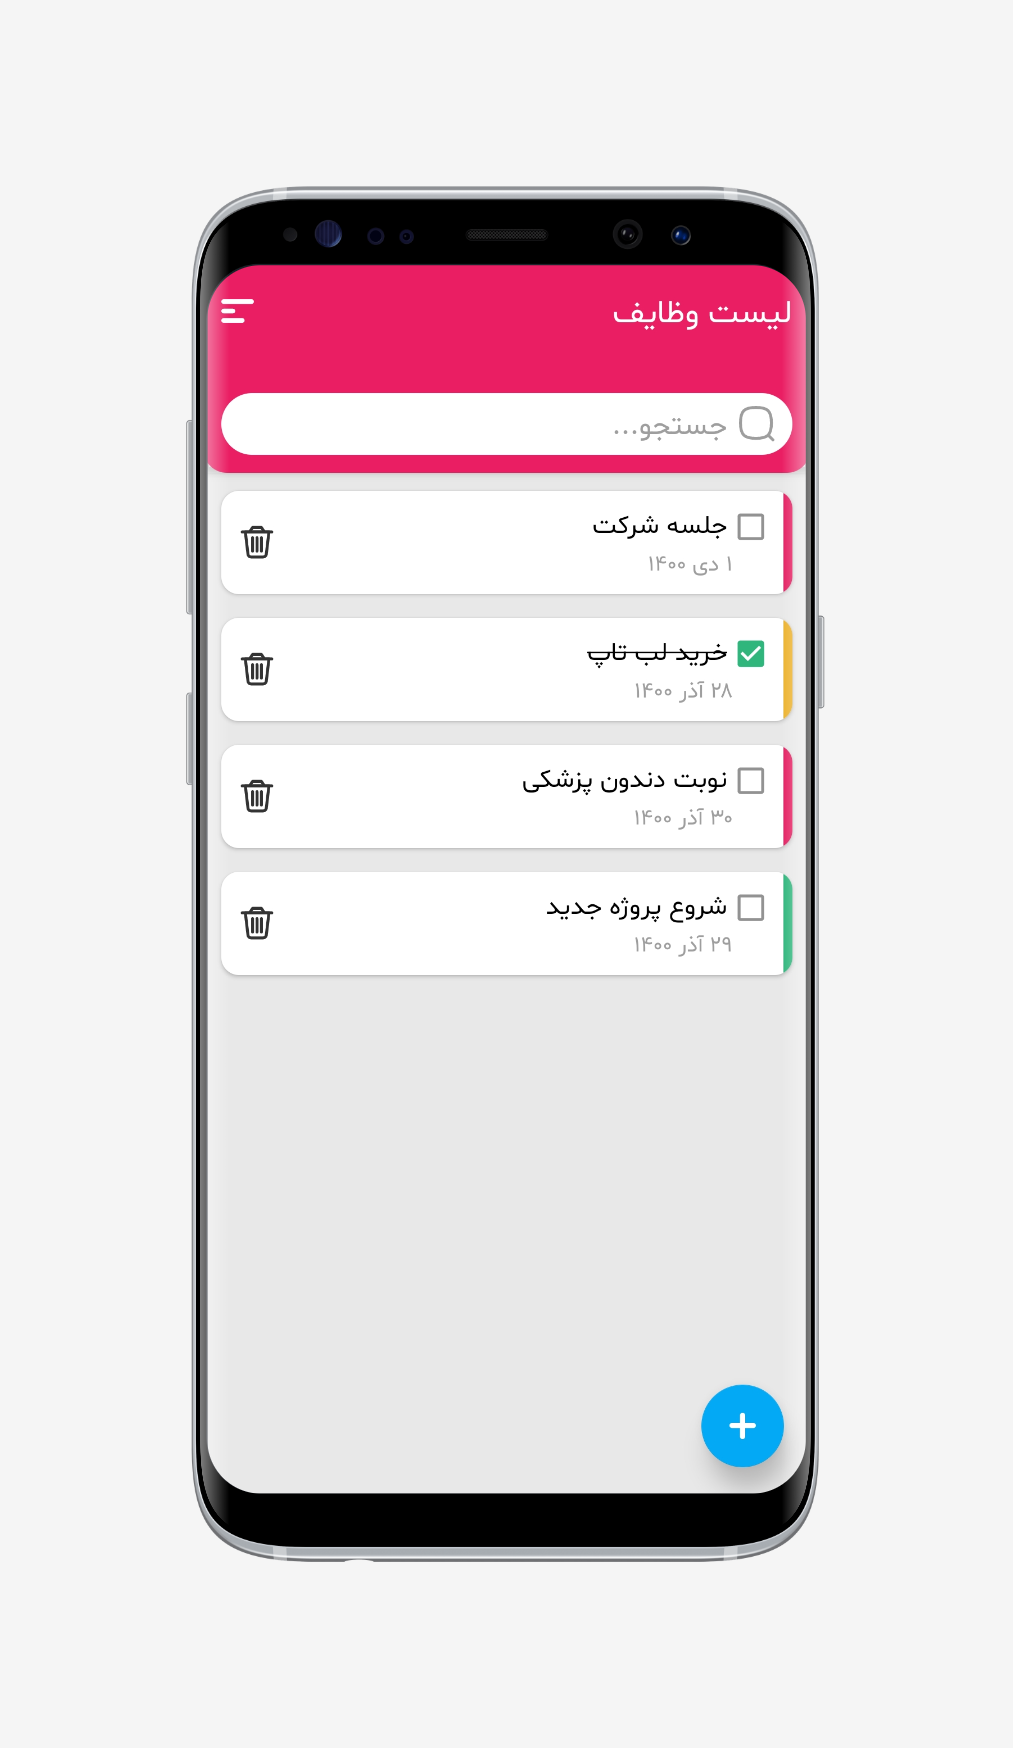 لیست وظایف
جستجو...
جلسه شرکت
۱ دی ۱۴۰۰
خرید لب تاپ
۲۸ آذر ۱۴۰۰
نوبت دندون پزشکی
۳۰ آذر ۱۴۰۰
شروع پروژه جدید
۲۹ آذر ۱۴۰۰